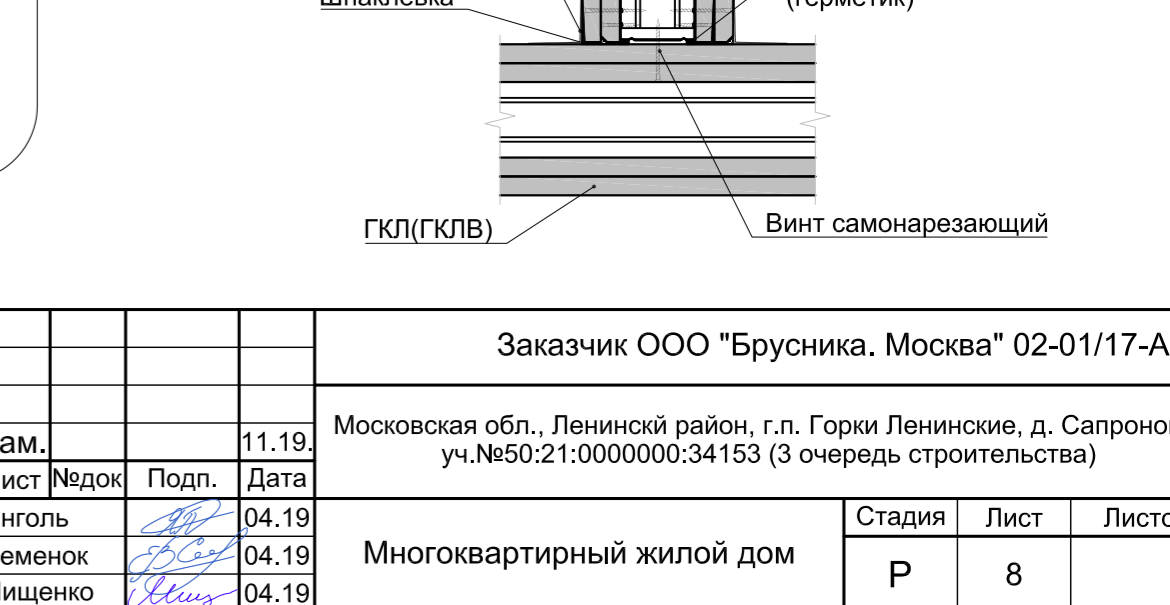 Шпаклевка
(герметик)
ГКЛ(ГКЛВ)
Винт самонарезающий
Заказчик ООО "Брусника. Москва" 02-01/17-А
Московская обл., Ленинскй район, г.п. Горки Ленинские, д. Сапроно
уч.№50:21:0000000:34153 (3 очередь строительства)
ам. 11.19.
ист №док Подп. Дата
нголь 04.19
еменок 04.19
ищенко 04.19
Многоквартирный жилой дом
Стадия Лист Листо
Р 8